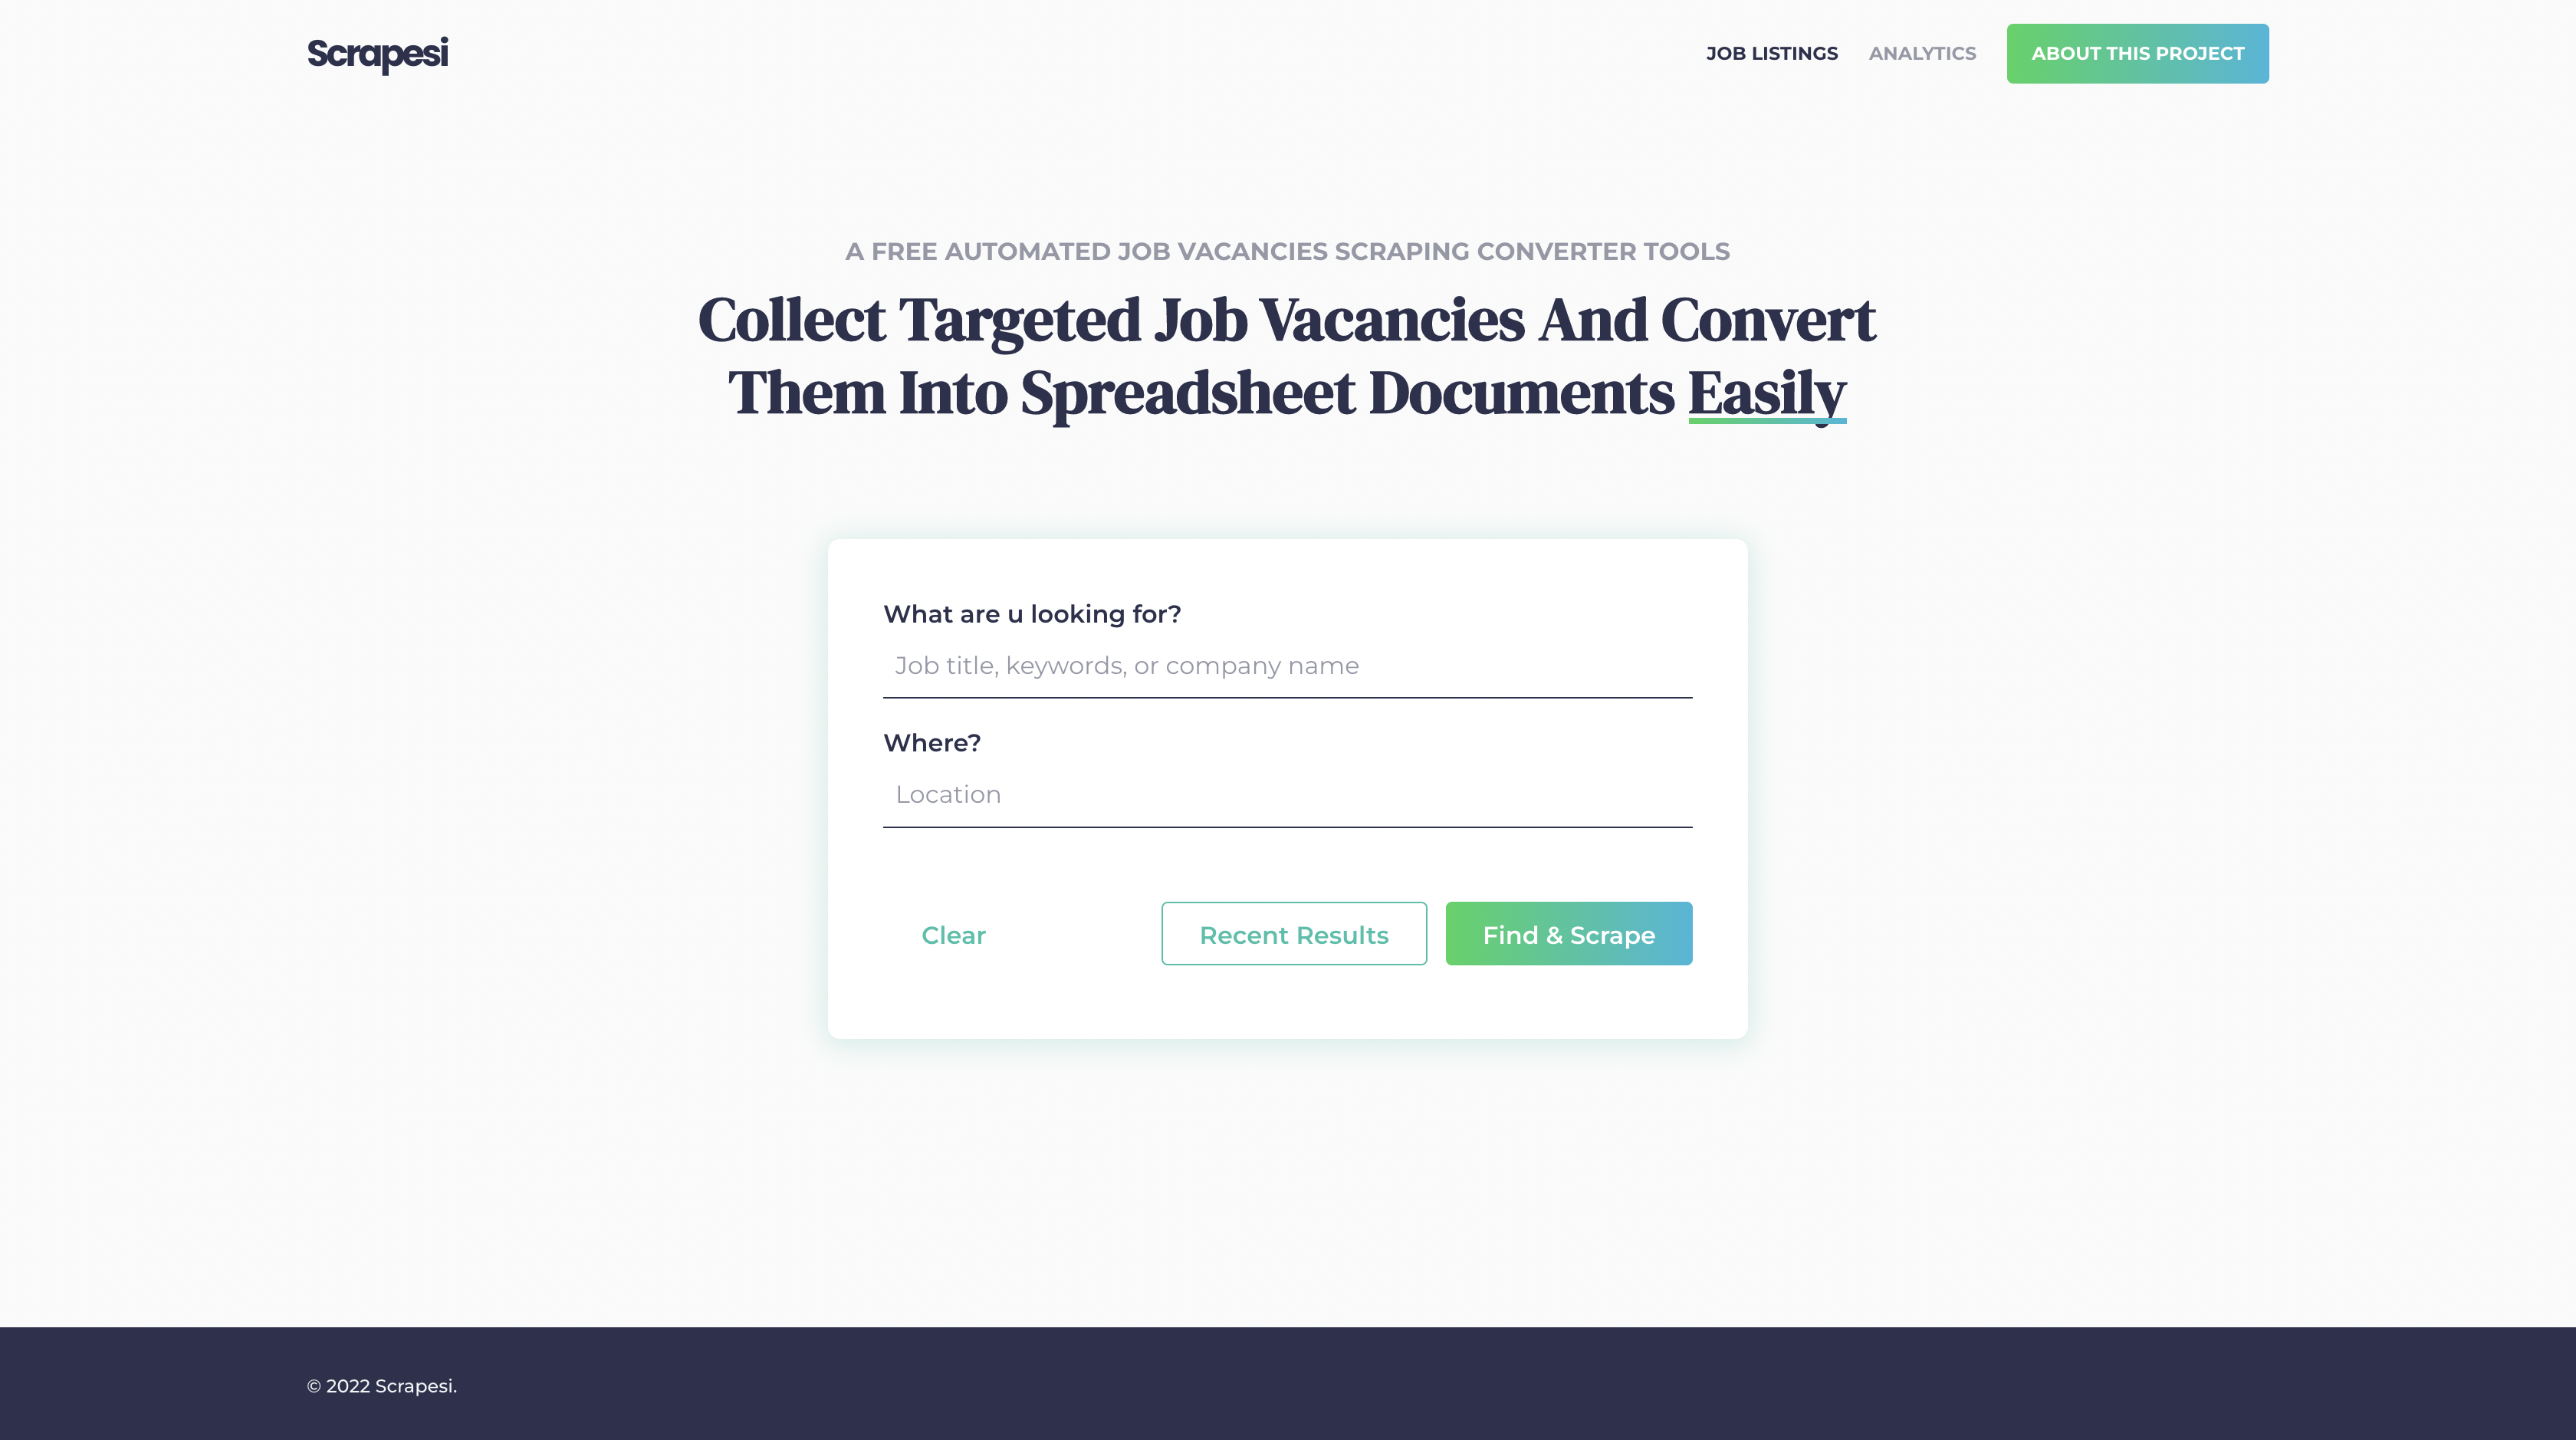 Scrapesi
JOB LISTINGS
ANALYTICS
ABOUT THIS PROJECT
A FREE AUTOMATED JOB VACANCIES SCRAPING CONVERTER TOOLS
Collect Targeted Job Vacancies And Convert
Them Into Spreadsheet Documents Easily
What are u looking for?
Job title, keywords, or company name
Where?
Location
Clear
Recent Results
Find & Scrape
© 2022 Scrapesi.